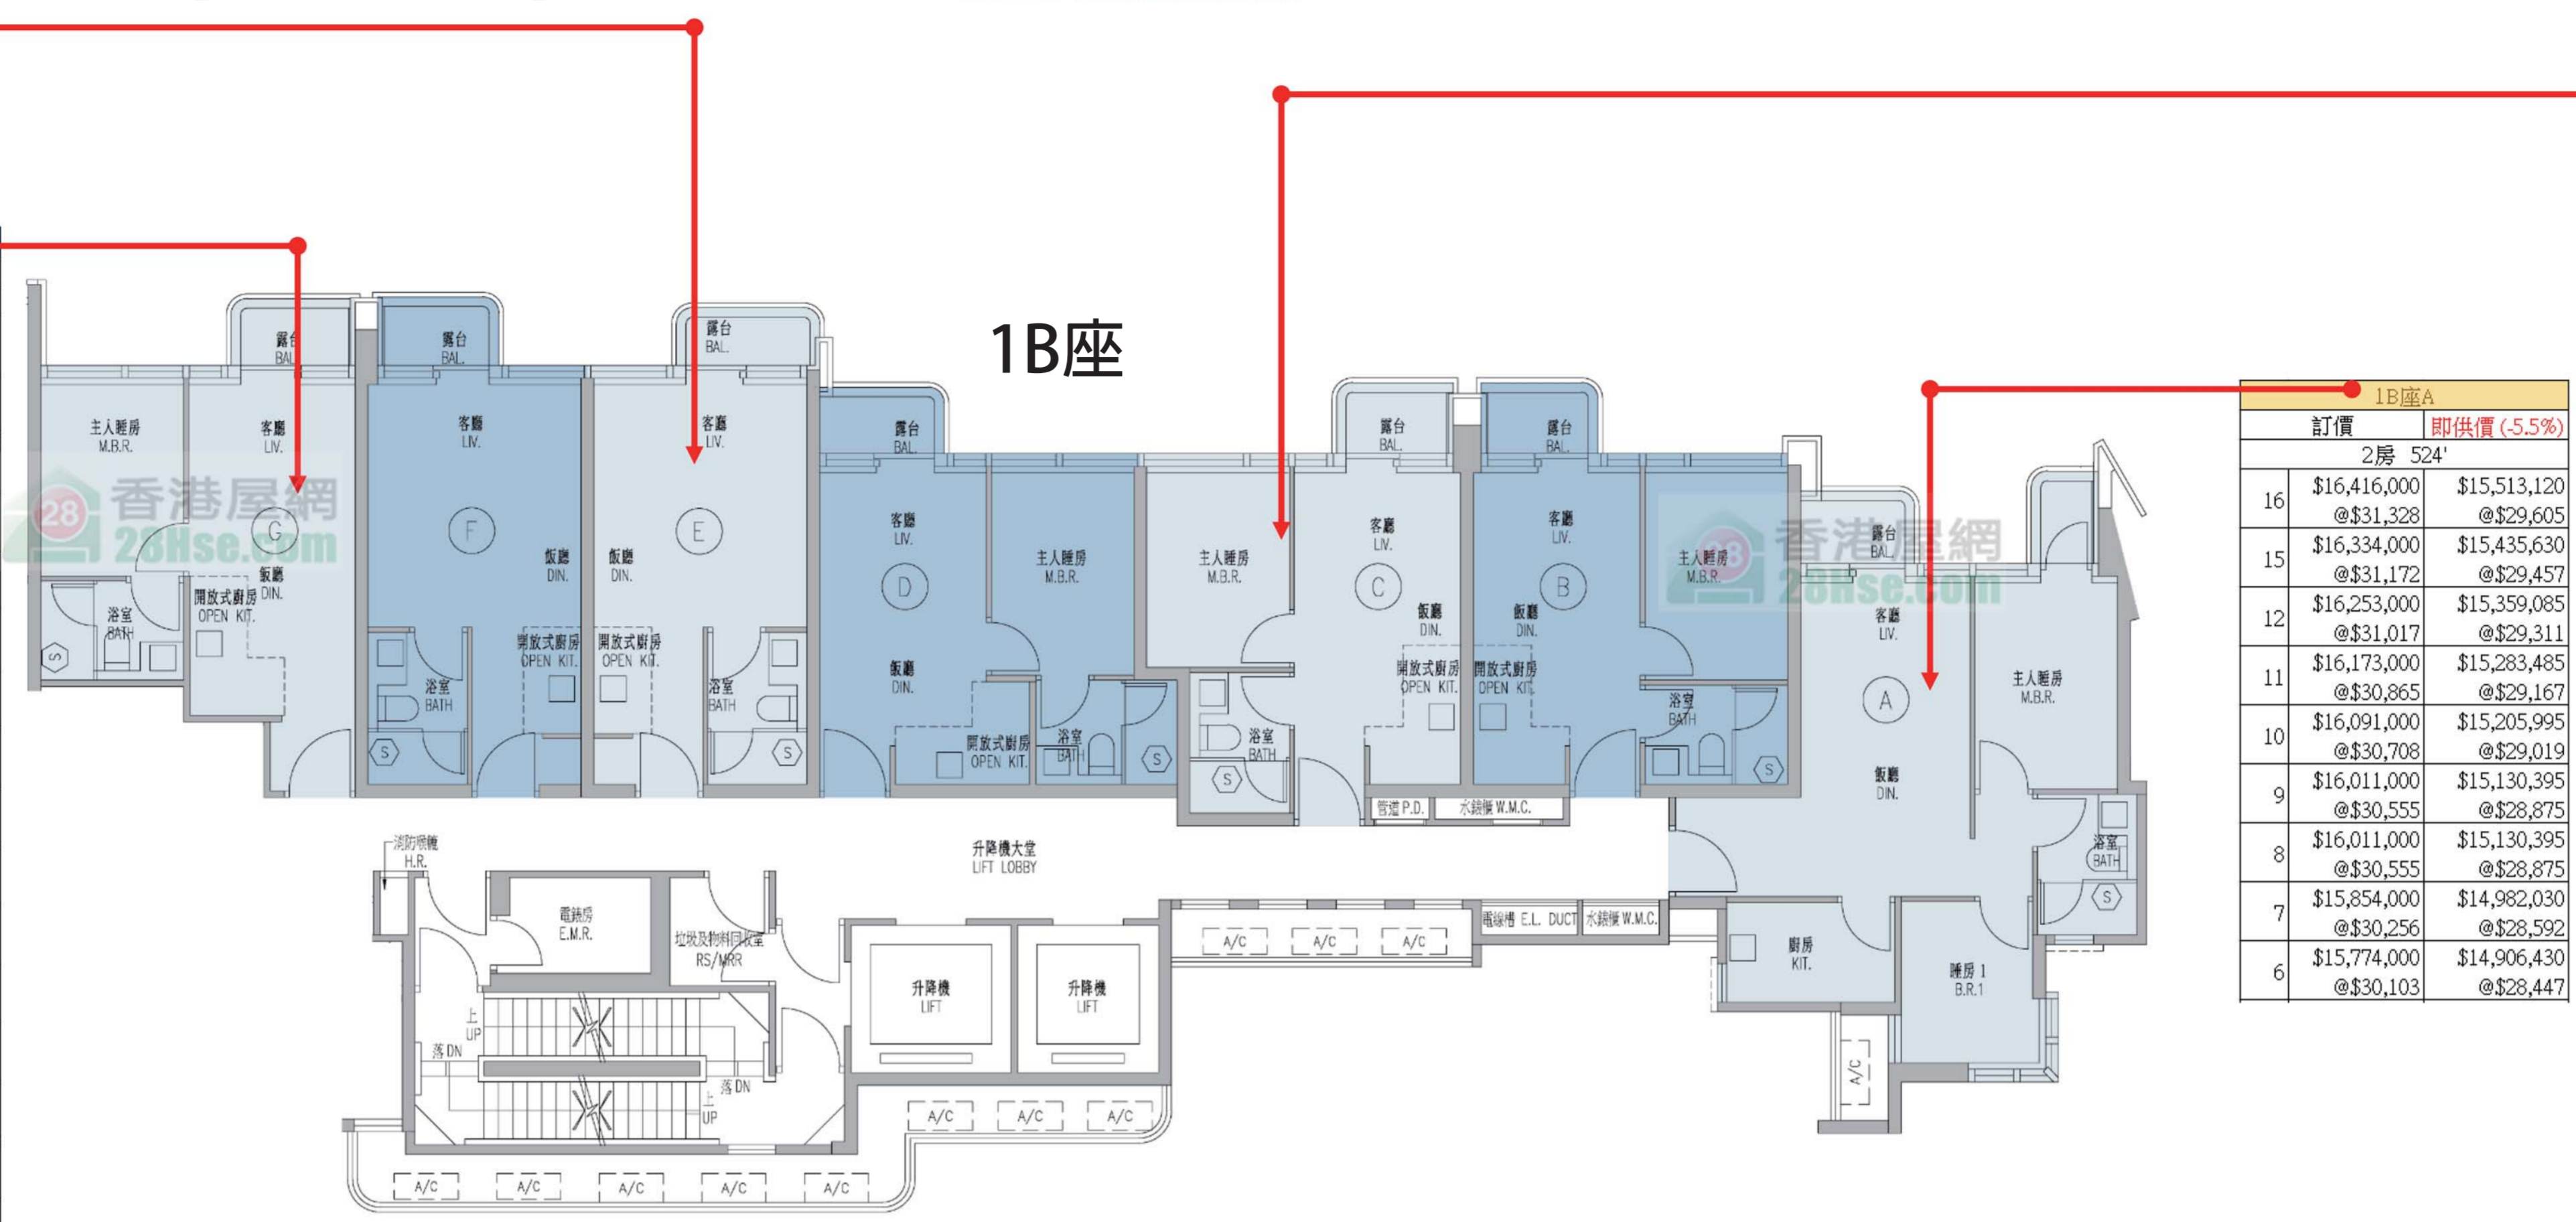 1B座
露台
BAL.
主人睡房
M.B.R.
客廳
LIV.
G
飯廳
DIN.
開放式廚房
OPEN KIT.
浴室
BATH
S
露台
BAL.
客廳
LIV.
F
飯廳
DIN.
開放式廚房
OPEN KIT.
浴室
BATH
S
露台
BAL.
客廳
LIV.
E
飯廳
DIN.
開放式廚房
OPEN KIT.
浴室
BATH
S
露台
BAL.
客廳
LIV.
D
主人睡房
M.B.R.
飯廳
DIN.
開放式廚房
OPEN KIT.
浴室
BATH
S
露台
BAL.
主人睡房
M.B.R.
客廳
LIV.
C
飯廳
DIN.
開放式廚房
OPEN KIT.
浴室
BATH
S
露台
BAL.
客廳
LIV.
B
主人睡房
M.B.R.
飯廳
DIN.
開放式廚房
OPEN KIT.
浴室
BATH
S
露台
BAL.
客廳
LIV.
A
主人睡房
M.B.R.
飯廳
DIN.
浴室
BATH
S
廚房
KIT.
睡房 1
B.R.1
A/C
28 香港屋網
28Hse.com
28 香港屋網
28Hse.com
管道 P.D.
水錶櫃 W.M.C.
消防喉轆
H.R.
升降機大堂
LIFT LOBBY
電錶房
E.M.R.
垃圾及物料回收室
RS/MRR
電線槽 E.L. DUCT
水錶櫃 W.M.C.
A/C A/C A/C
升降機
LIFT
升降機
LIFT
上
UP
落 DN
落 DN
上
UP
A/C A/C A/C
A/C A/C A/C A/C A/C
1B座A
訂價 即供價 (-5.5%)
2房 524'
16 $16,416,000 $15,513,120
@$31,328 @$29,605
15 $16,334,000 $15,435,630
@$31,172 @$29,457
12 $16,253,000 $15,359,085
@$31,017 @$29,311
11 $16,173,000 $15,283,485
@$30,865 @$29,167
10 $16,091,000 $15,205,995
@$30,708 @$29,019
9 $16,011,000 $15,130,395
@$30,555 @$28,875
8 $16,011,000 $15,130,395
@$30,555 @$28,875
7 $15,854,000 $14,982,030
@$30,256 @$28,592
6 $15,774,000 $14,906,430
@$30,103 @$28,447